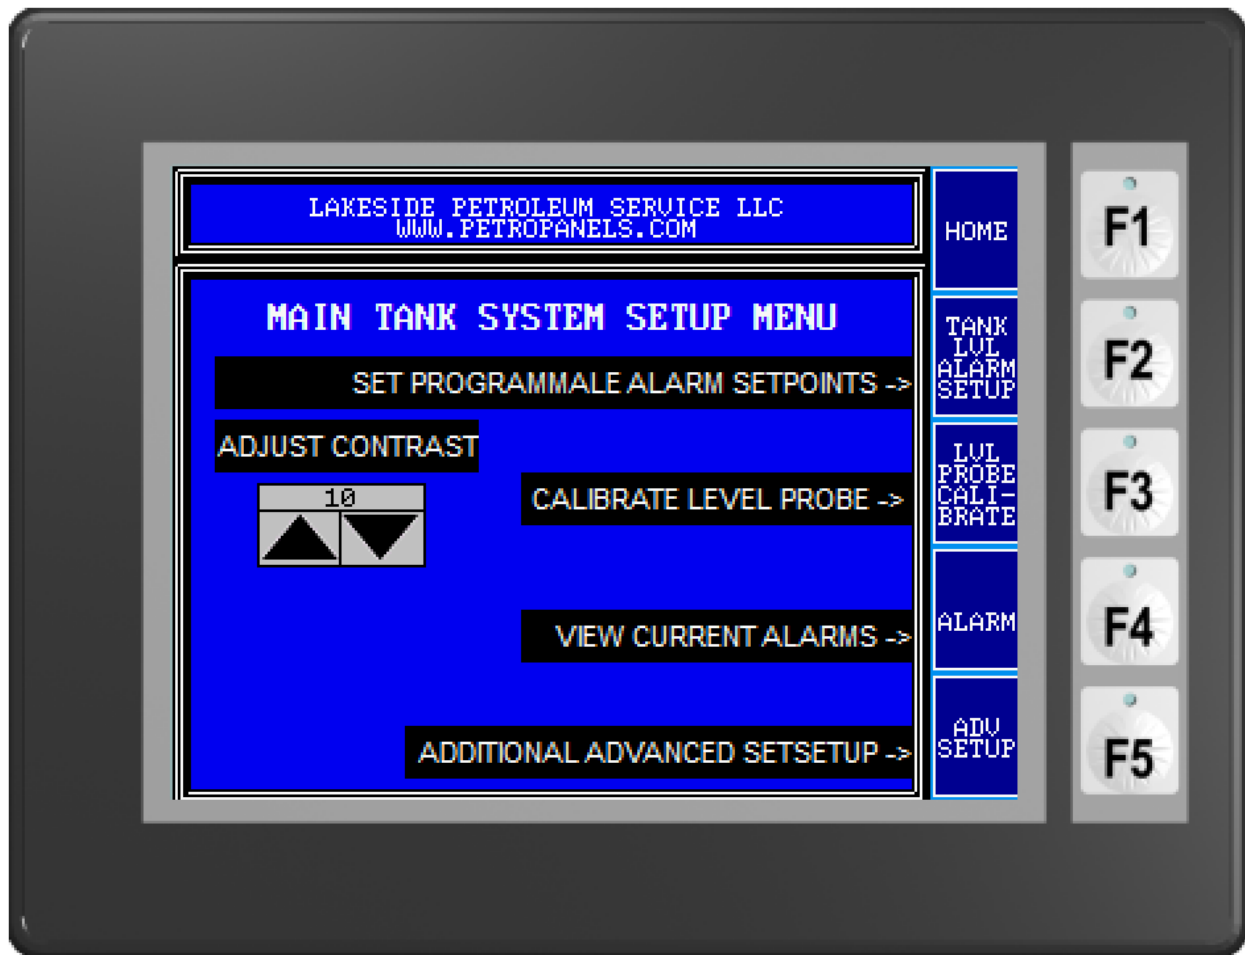 LAKESIDE PETROLEUM SERVICE LLC
WWW.PETROPANELS.COM
MAIN TANK SYSTEM SETUP MENU
SET PROGRAMMALE ALARM SETPOINTS ->
ADJUST CONTRAST
10
CALIBRATE LEVEL PROBE ->
VIEW CURRENT ALARMS ->
ADDITIONAL ADVANCED SETSETUP ->
HOME
TANK
LVL
ALARM
SETUP
LVL
PROBE
CALI-
BRATE
ALARM
ADV
SETUP
F1
F2
F3
F4
F5